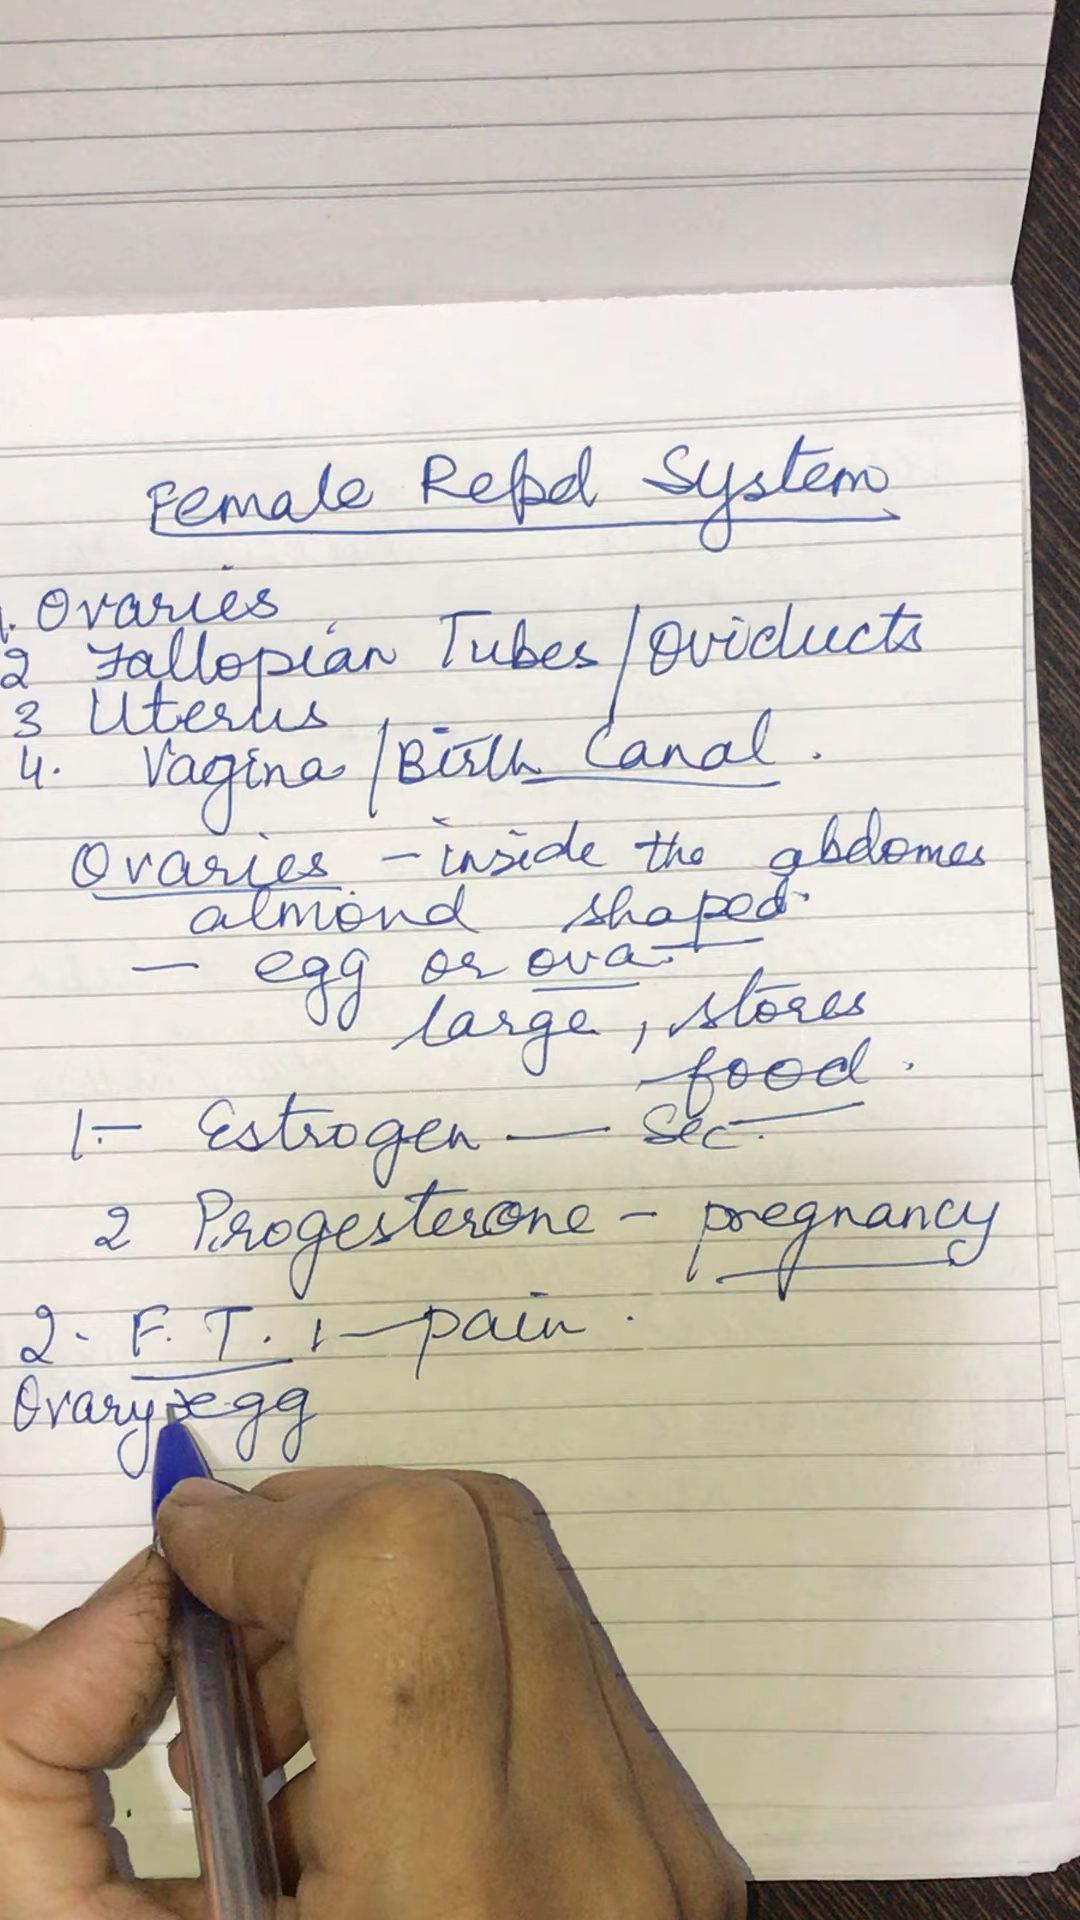 Female Repd System
1. Ovaries
2 Fallopian Tubes / Oviducts
3 Uterus
4. Vagina / Birth Canal.
Ovaries - inside the abdomen
almond shaped.
- egg or ova.
large, stores
food.
1.- Estrogen - Sec.
2 Progesterone - pregnancy
2. F.T. - pair.
Ovary egg